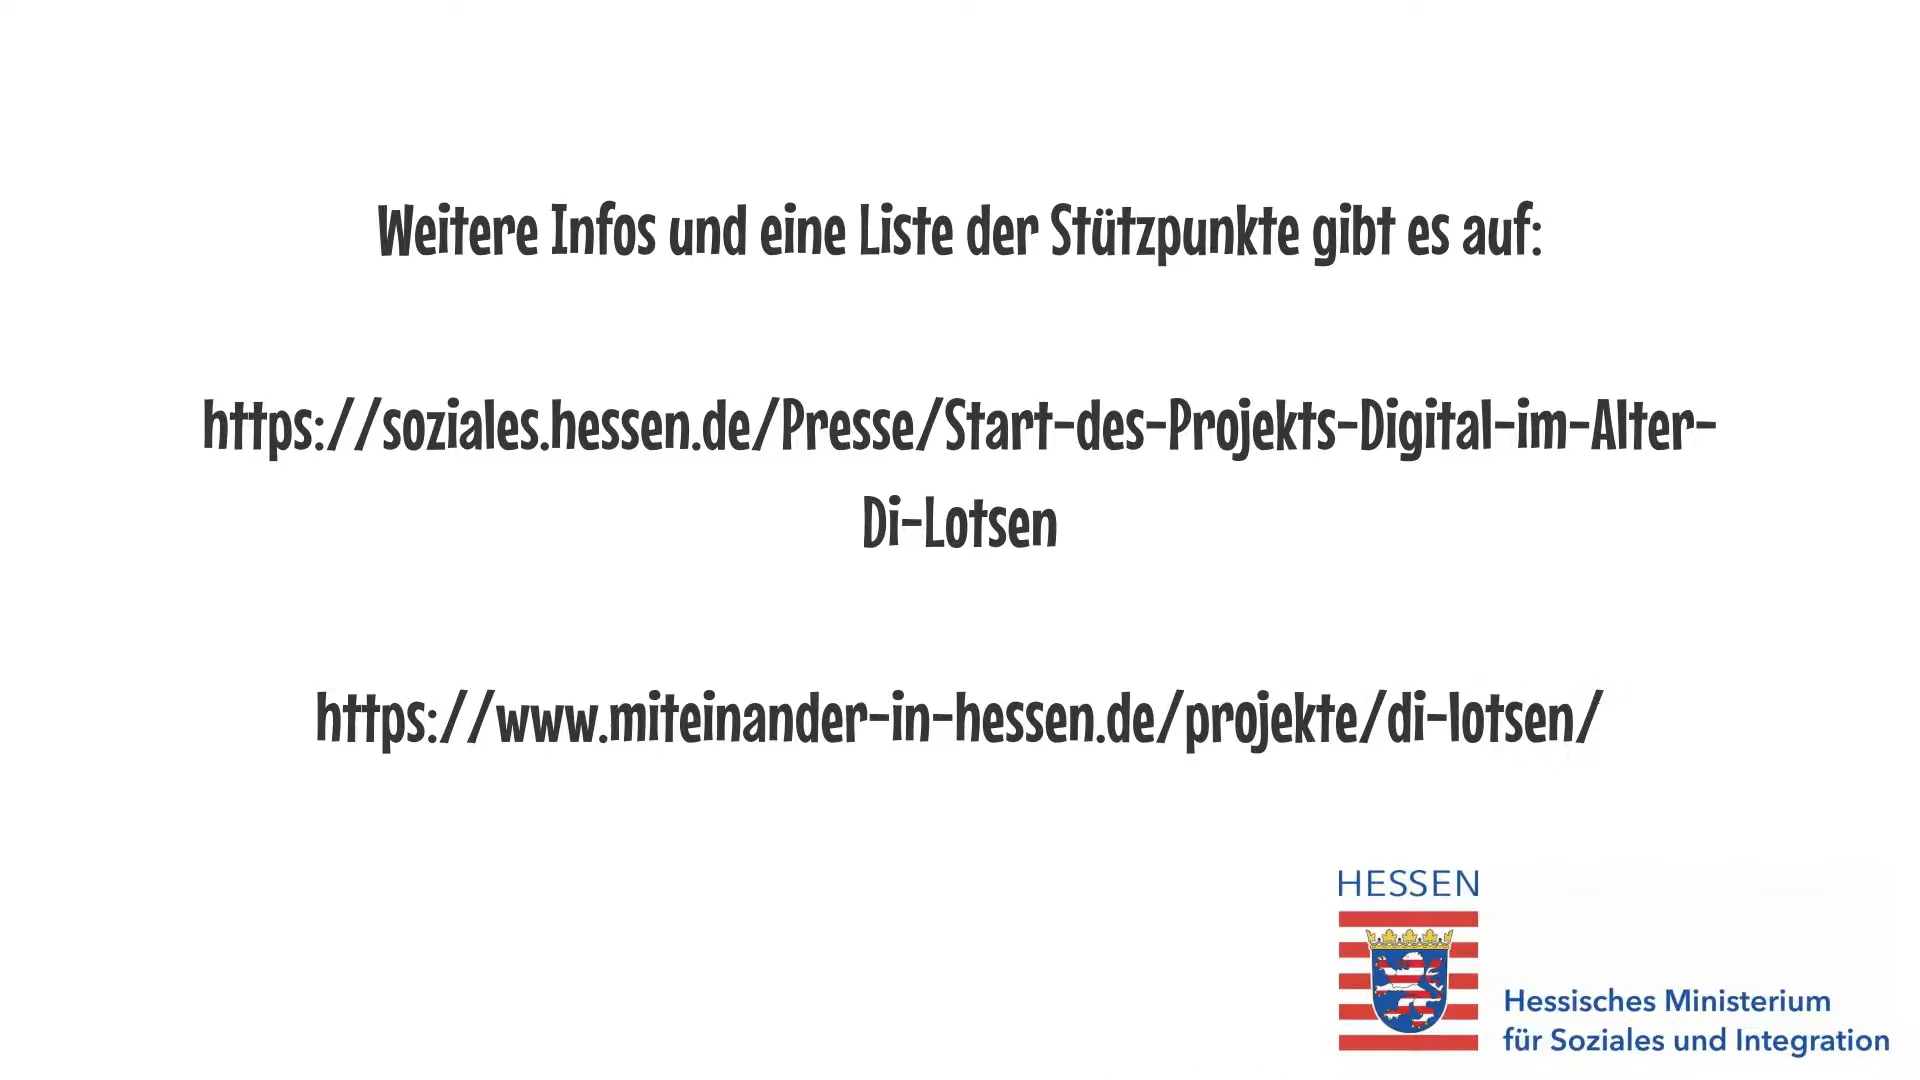 Weitere Infos und eine Liste der Stützpunkte gibt es auf:
https://soziales.hessen.de/Presse/Start-des-Projekts-Digital-im-Alter-
Di-Lotsen
https://www.miteinander-in-hessen.de/projekte/di-lotsen/
HESSEN
Hessisches Ministerium
für Soziales und Integration